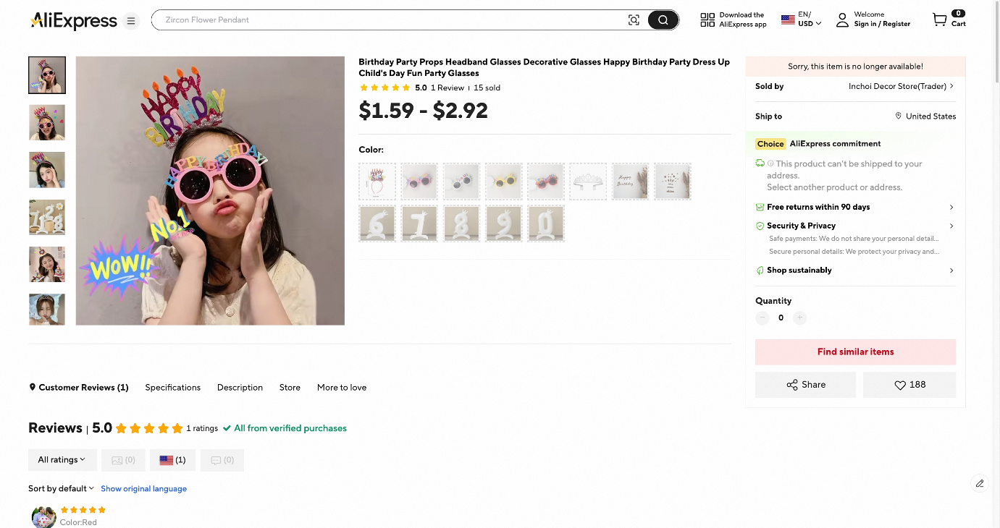 AliExpress
Zircon Flower Pendant
Download the
AliExpress app
EN/
USD
Welcome
Sign in / Register
0
Cart
HAPPY
BIRTHDAY
HAPPY BIRTHDAY
No.1
WOW!!
Birthday Party Props Headband Glasses Decorative Glasses Happy Birthday Party Dress Up
Child's Day Fun Party Glasses
5.0 1 Review | 15 sold
$1.59 - $2.92
Color:
Happy
Birthday
6 7 8 9 0
Sorry, this item is no longer available!
Sold by Inchoi Decor Store(Trader)
Ship to United States
Choice AliExpress commitment
This product can't be shipped to your
address.
Select another product or address.
Free returns within 90 days
Security & Privacy
Safe payments: We do not share your personal detail...
Secure personal details: We protect your privacy and...
Shop sustainably
Quantity
− 0 +
Find similar items
Share 188
Customer Reviews (1) Specifications Description Store More to love
Reviews | 5.0 1 ratings All from verified purchases
All ratings (0) (1) (0)
Sort by default Show original language
Color:Red